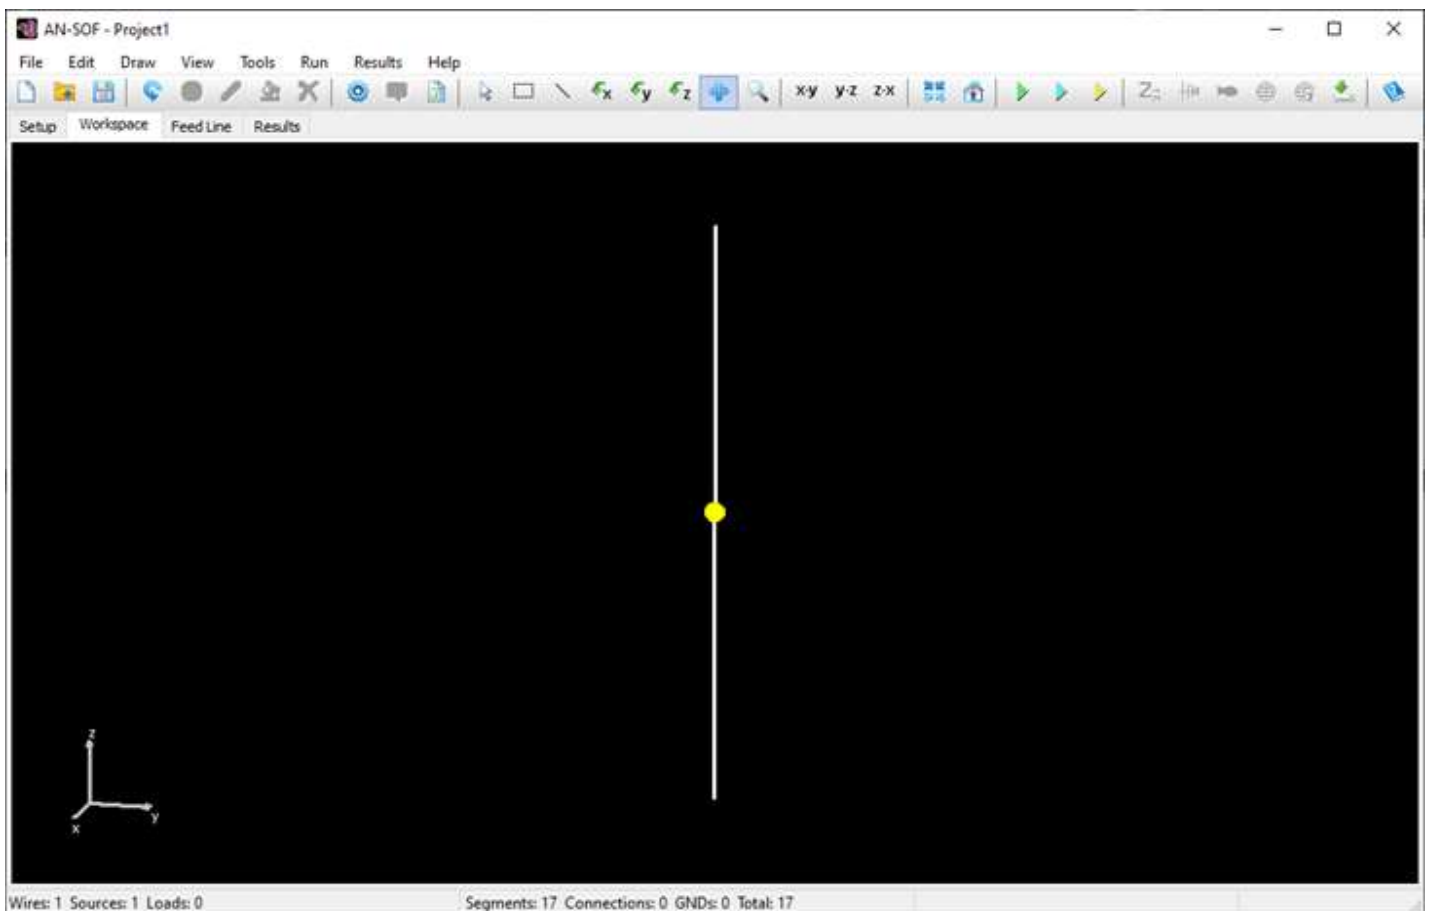 AN-SOF - Project1
File Edit Draw View Tools Run Results Help
x y z x-y y-z z-x Z=
Setup Workspace Feed Line Results
z
y
x
Wires: 1 Sources: 1 Loads: 0 Segments: 17 Connections: 0 GNDs: 0 Total: 17